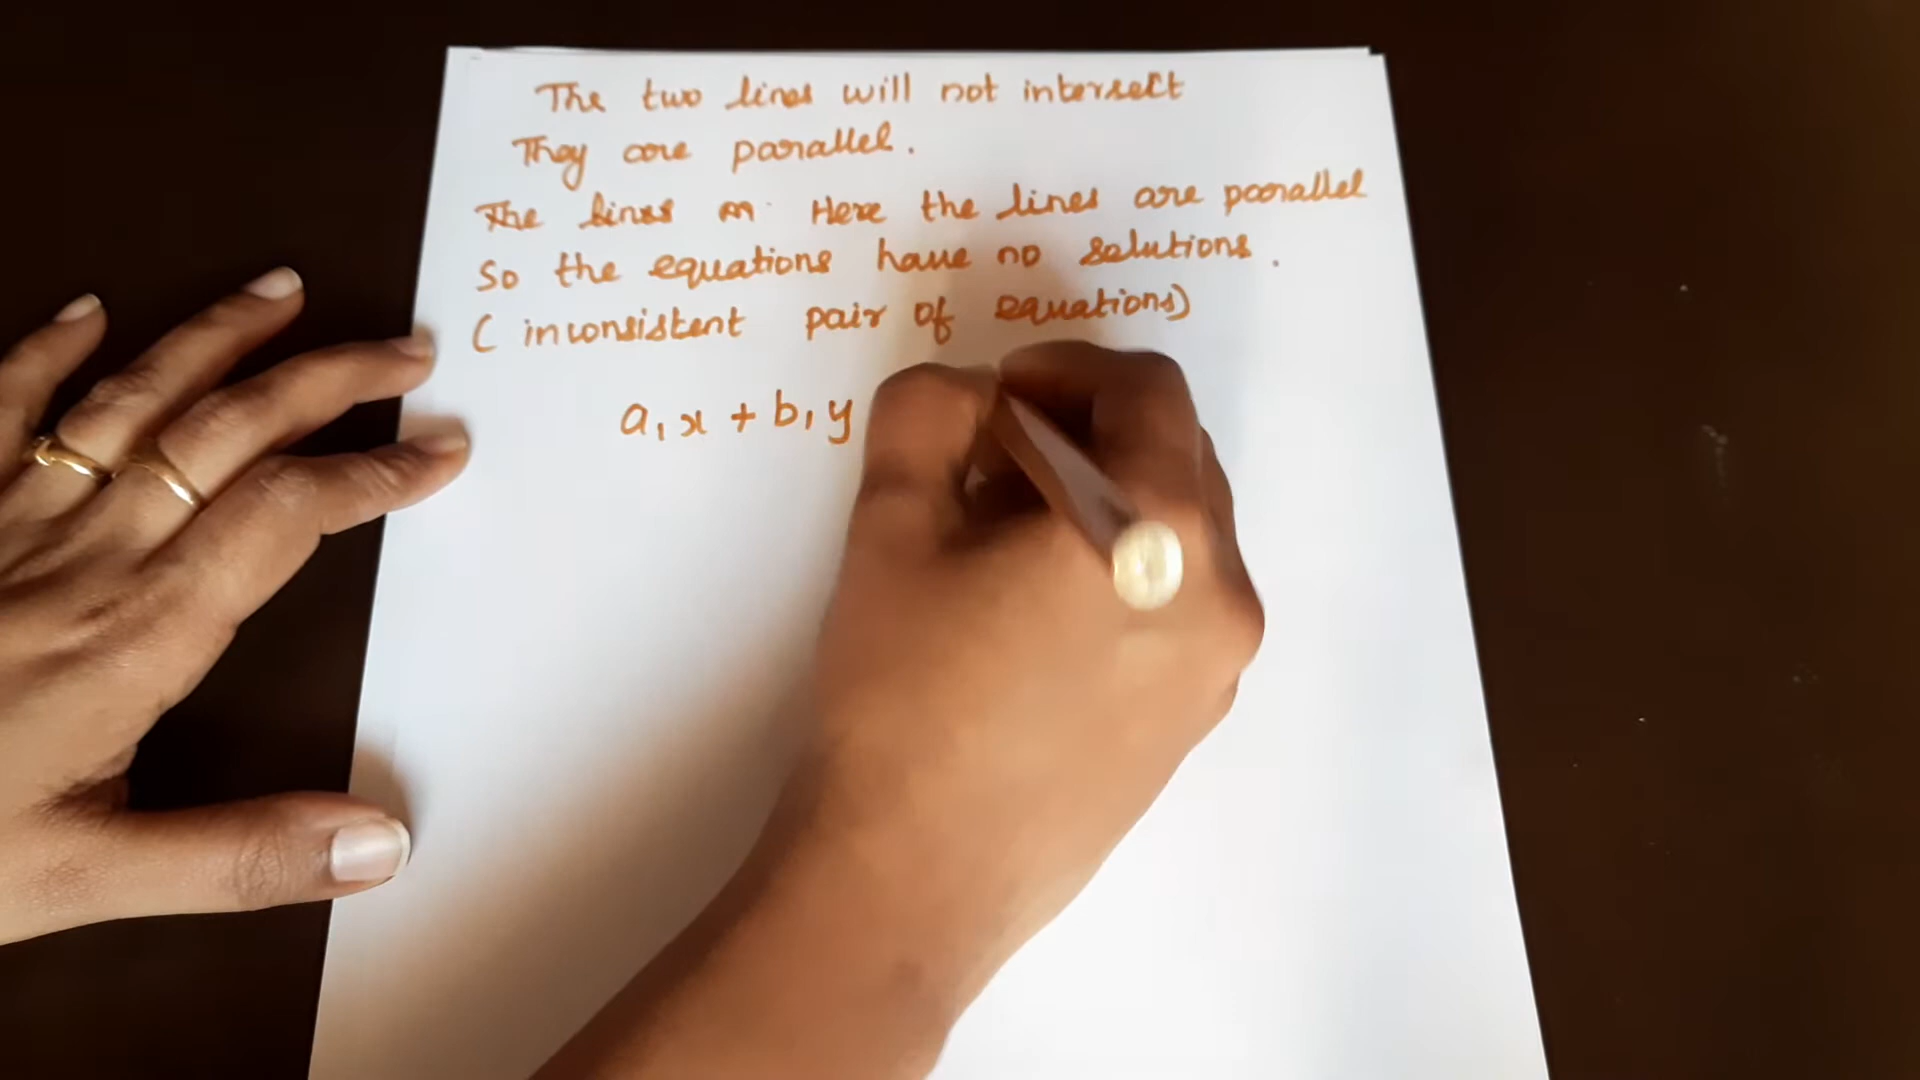 The two lines will not intersect
They are parallel.
The lines m Here the lines are parallel
So the equations have no solutions.
( inconsistent pair of equations)
a₁x + b₁y